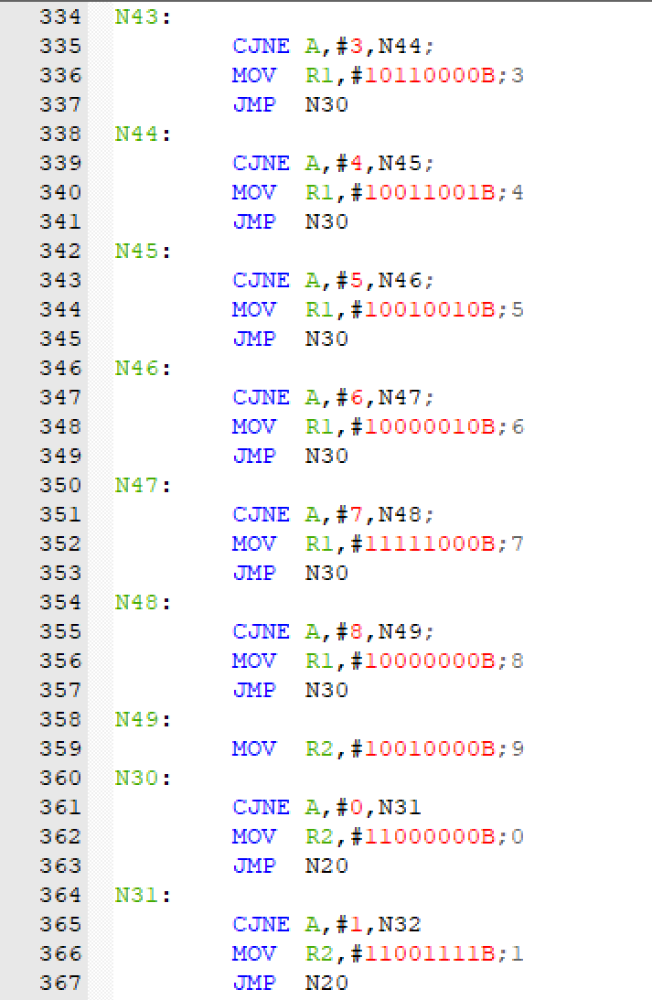 334 N43:
335 CJNE A,#3,N44;
336 MOV R1,#10110000B;3
337 JMP N30
338 N44:
339 CJNE A,#4,N45;
340 MOV R1,#10011001B;4
341 JMP N30
342 N45:
343 CJNE A,#5,N46;
344 MOV R1,#10010010B;5
345 JMP N30
346 N46:
347 CJNE A,#6,N47;
348 MOV R1,#10000010B;6
349 JMP N30
350 N47:
351 CJNE A,#7,N48;
352 MOV R1,#11111000B;7
353 JMP N30
354 N48:
355 CJNE A,#8,N49;
356 MOV R1,#10000000B;8
357 JMP N30
358 N49:
359 MOV R2,#10010000B;9
360 N30:
361 CJNE A,#0,N31
362 MOV R2,#11000000B;0
363 JMP N20
364 N31:
365 CJNE A,#1,N32
366 MOV R2,#11001111B;1
367 JMP N20